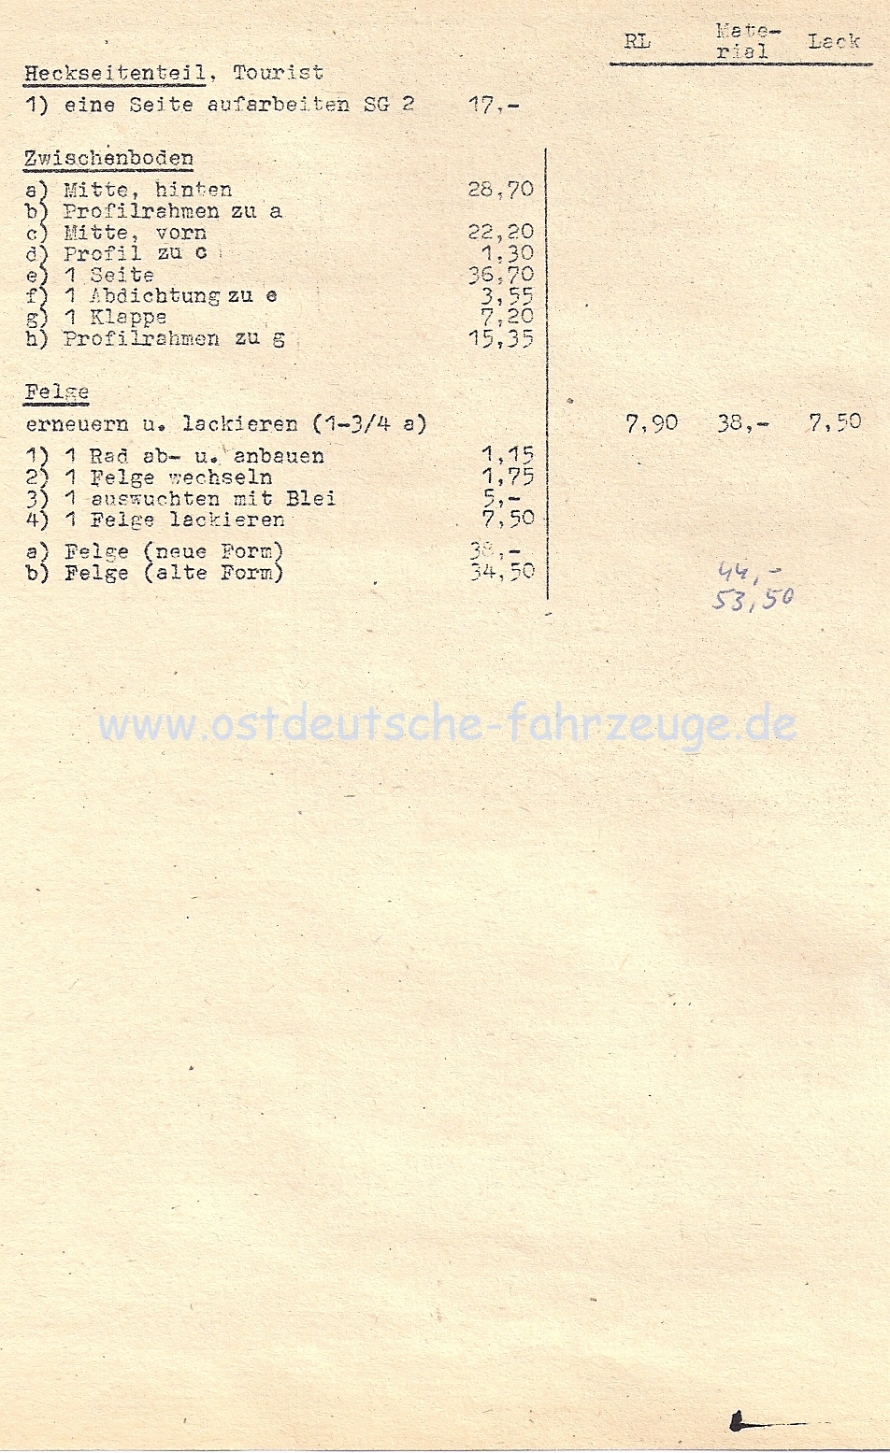 RL Mate-rial Lack
Heckseitenteil, Tourist
1) eine Seite aufarbeiten SG 2 17,-
Zwischenboden
a) Mitte, hinten 28,70
b) Profilrahmen zu a
c) Mitte, vorn 22,20
d) Profil zu c 1,30
e) 1 Seite 36,70
f) 1 Abdichtung zu e 3,55
g) 1 Klappe 7,20
h) Profilrahmen zu g 15,35
Felge
erneuern u. lackieren (1-3/4 a) 7,90 38,- 7,50
1) 1 Rad ab- u. anbauen 1,15
2) 1 Felge wechseln 1,75
3) 1 auswuchten mit Blei 5,-
4) 1 Felge lackieren 7,50
a) Felge (neue Form) 38,-
b) Felge (alte Form) 34,50 44,-
53,50
www.ostdeutsche-fahrzeuge.de